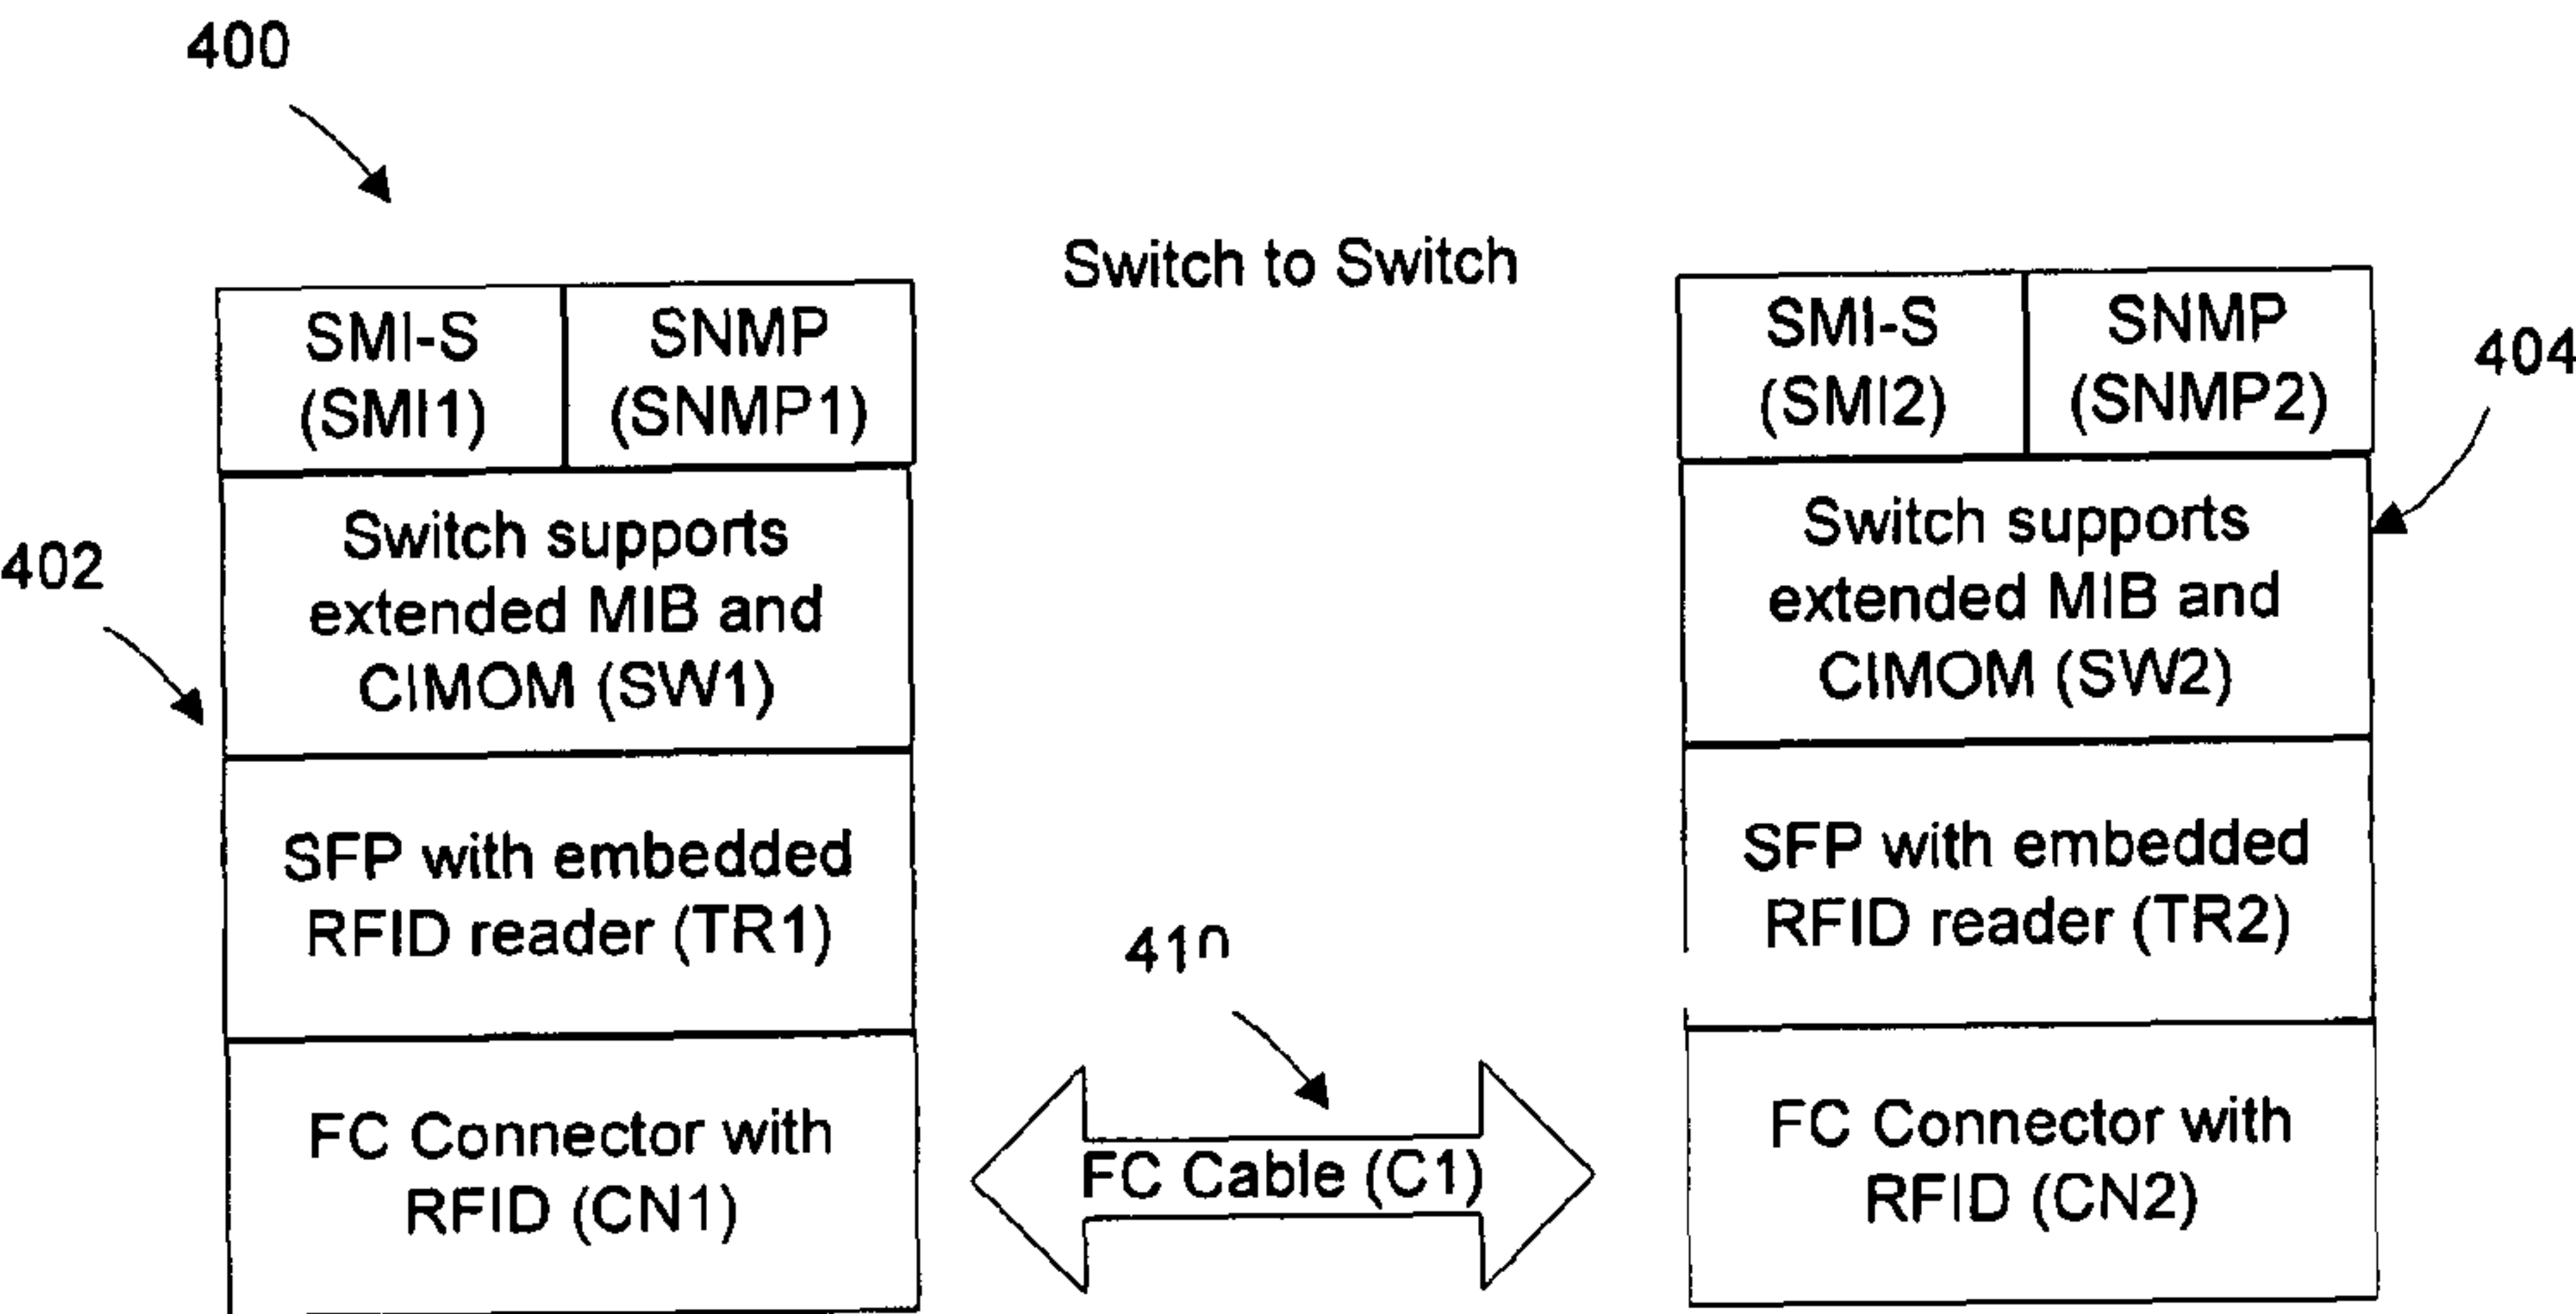 400
Switch to Switch
SMI-S
(SMI1)
SNMP
(SNMP1)
Switch supports
extended MIB and
CIMOM (SW1)
SFP with embedded
RFID reader (TR1)
FC Connector with
RFID (CN1)
402
410
FC Cable (C1)
SMI-S
(SMI2)
SNMP
(SNMP2)
Switch supports
extended MIB and
CIMOM (SW2)
SFP with embedded
RFID reader (TR2)
FC Connector with
RFID (CN2)
404